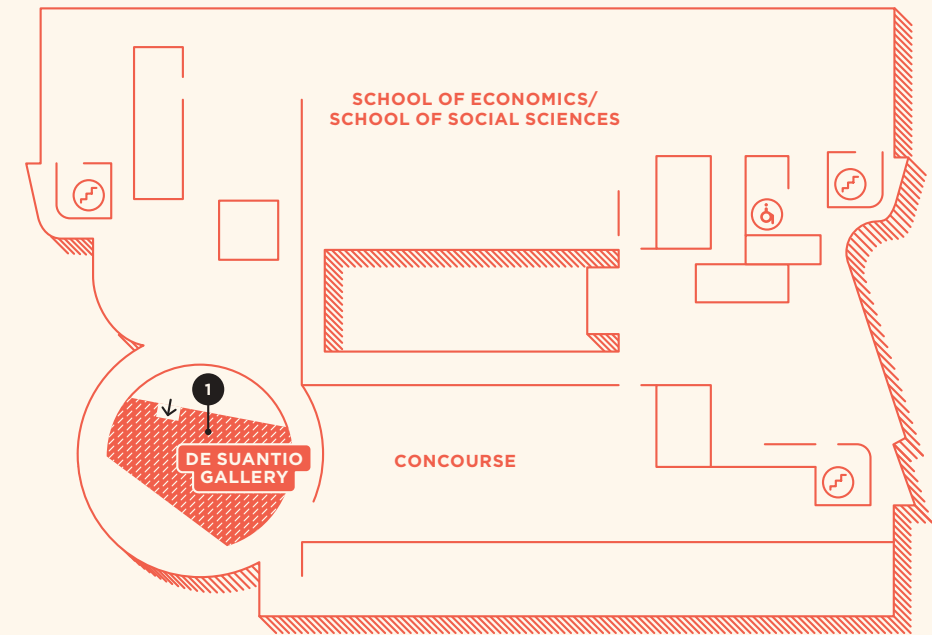 SCHOOL OF ECONOMICS/
SCHOOL OF SOCIAL SCIENCES
1
DE SUANTIO
GALLERY
CONCOURSE